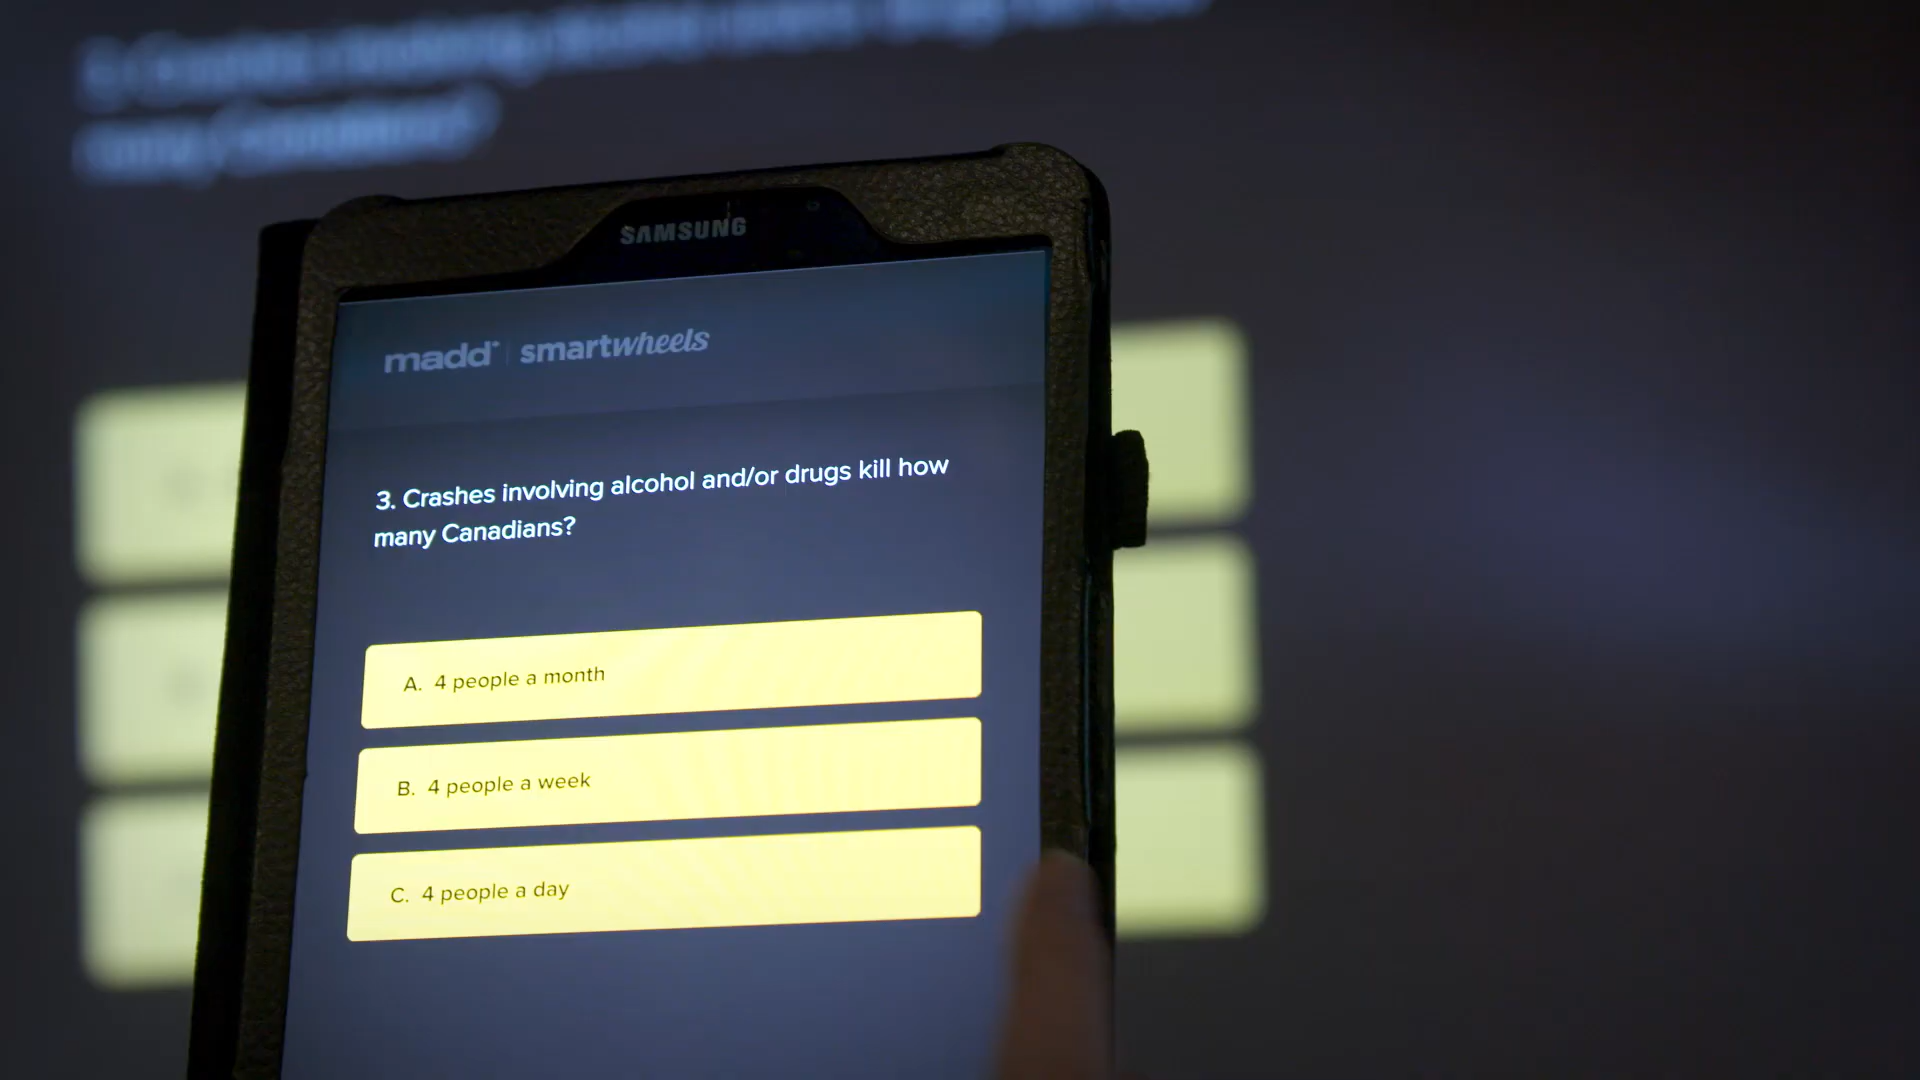 SAMSUNG
madd | smartwheels
3. Crashes involving alcohol and/or drugs kill how
many Canadians?
A. 4 people a month
B. 4 people a week
C. 4 people a day